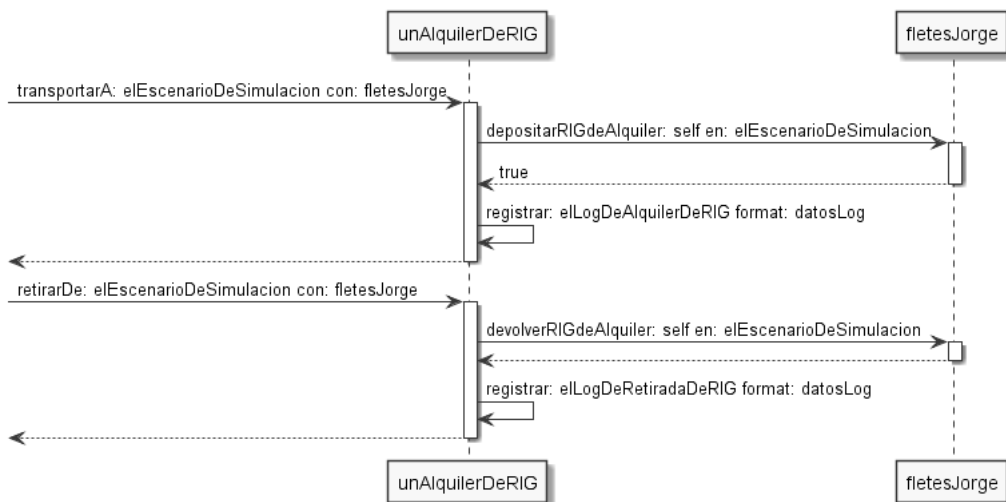 unAlquilerDeRIG
fletesJorge
transportarA: elEscenarioDeSimulacion con: fletesJorge
depositarRIGdeAlquiler: self en: elEscenarioDeSimulacion
true
registrar: elLogDeAlquilerDeRIG format: datosLog
retirarDe: elEscenarioDeSimulacion con: fletesJorge
devolverRIGdeAlquiler: self en: elEscenarioDeSimulacion
registrar: elLogDeRetiradaDeRIG format: datosLog
unAlquilerDeRIG
fletesJorge